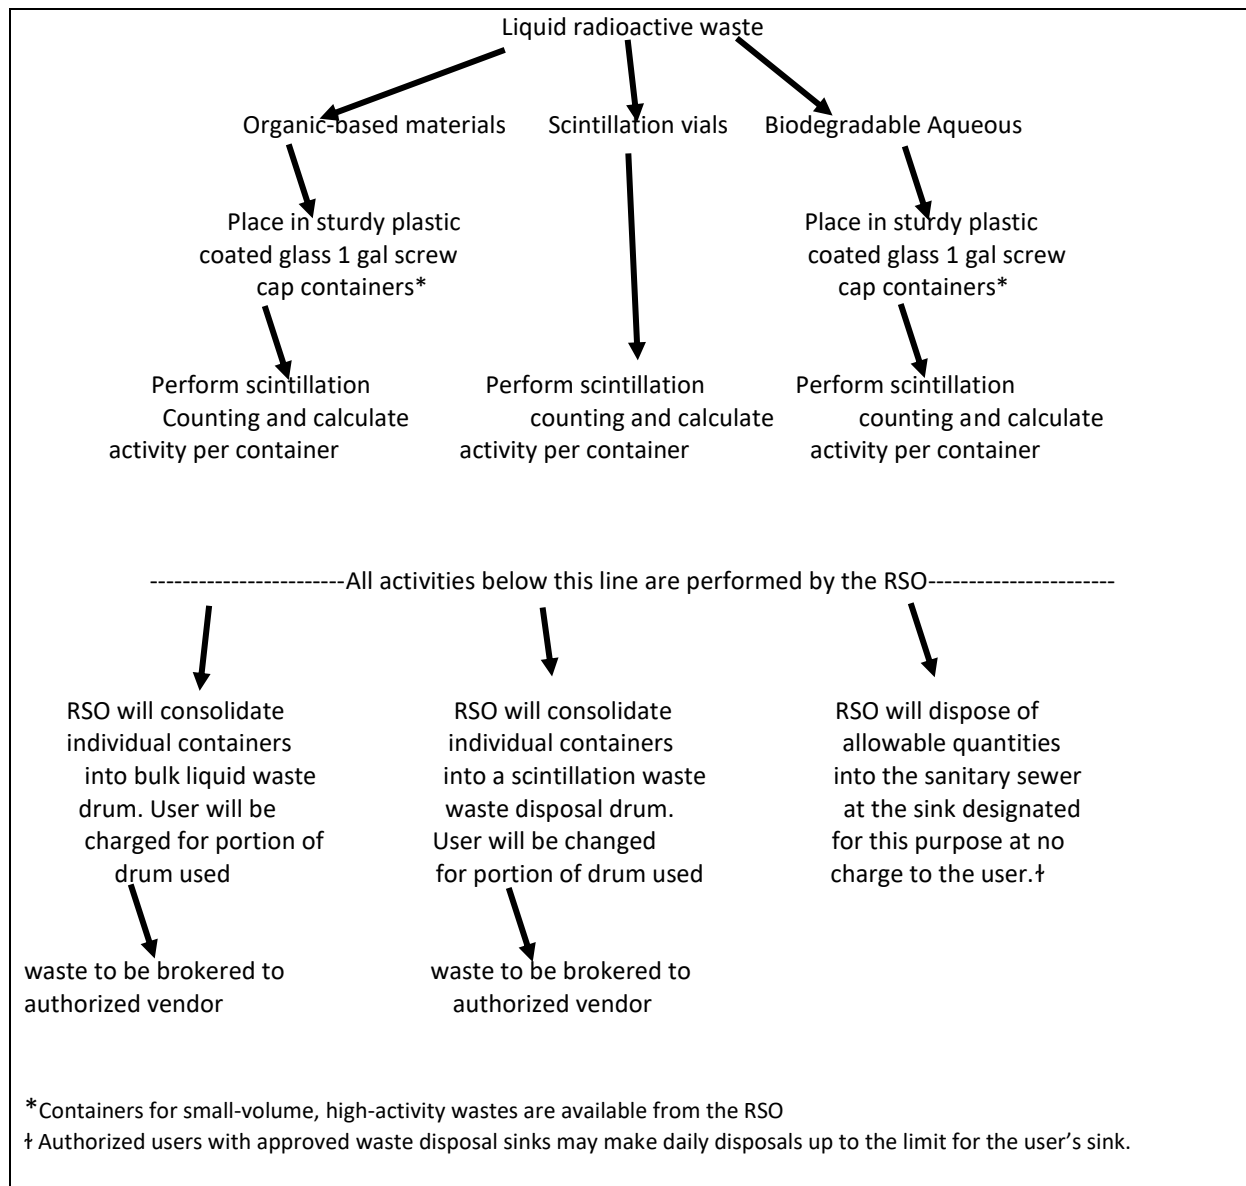 Liquid radioactive waste
Organic-based materials
Scintillation vials
Biodegradable Aqueous
Place in sturdy plastic
coated glass 1 gal screw
cap containers*
Place in sturdy plastic
coated glass 1 gal screw
cap containers*
Perform scintillation
Counting and calculate
activity per container
Perform scintillation
counting and calculate
activity per container
Perform scintillation
counting and calculate
activity per container
------------------------All activities below this line are performed by the RSO-----------------------
RSO will consolidate
individual containers
into bulk liquid waste
drum. User will be
charged for portion of
drum used
RSO will consolidate
individual containers
into a scintillation waste
waste disposal drum.
User will be changed
for portion of drum used
RSO will dispose of
allowable quantities
into the sanitary sewer
at the sink designated
for this purpose at no
charge to the user.ɫ
waste to be brokered to
authorized vendor
waste to be brokered to
authorized vendor
*Containers for small-volume, high-activity wastes are available from the RSO
ɫ Authorized users with approved waste disposal sinks may make daily disposals up to the limit for the user’s sink.